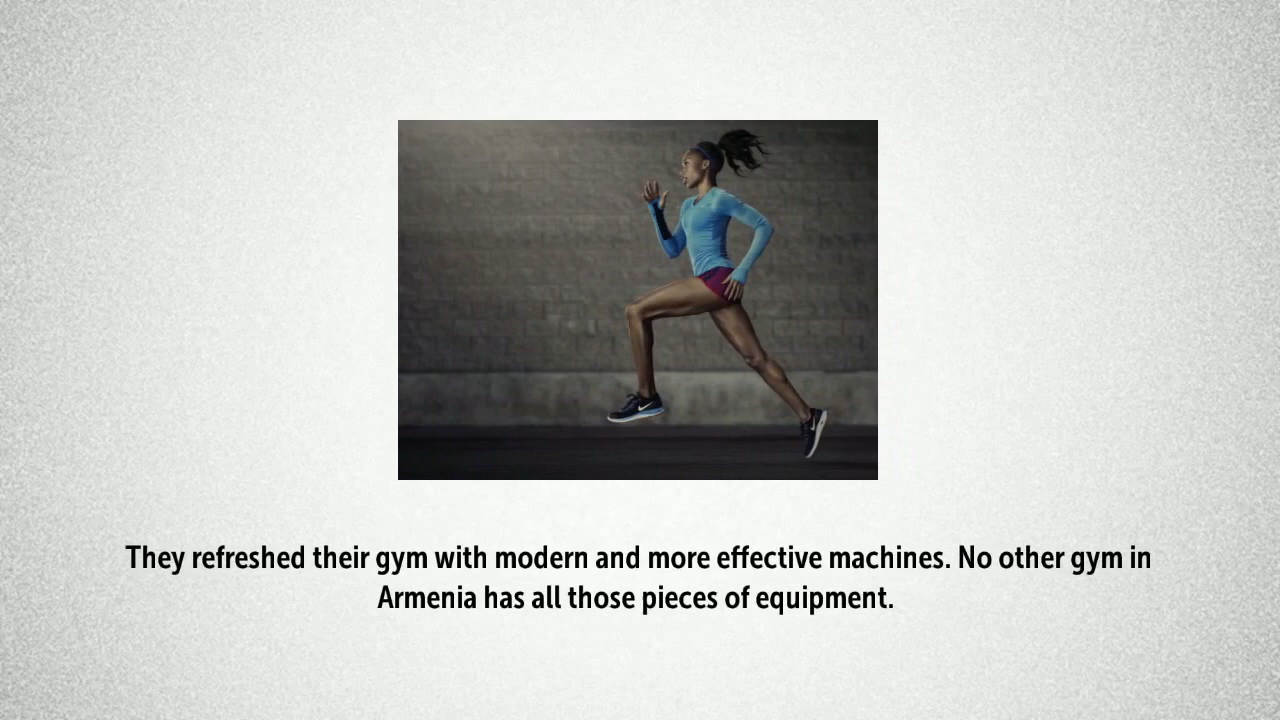 They refreshed their gym with modern and more effective machines. No other gym in
Armenia has all those pieces of equipment.